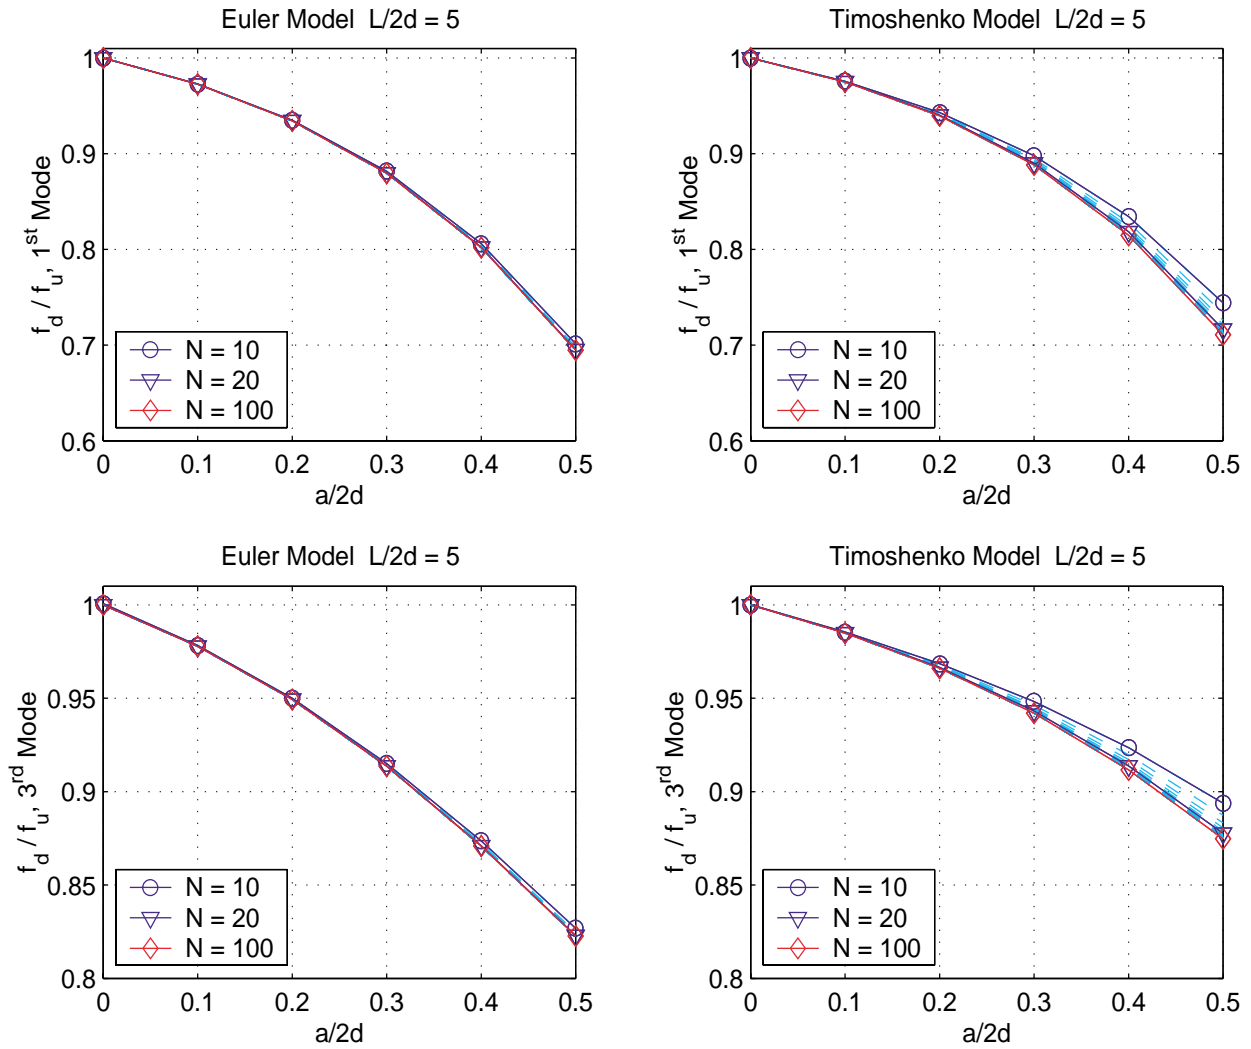 Euler Model L/2d = 5
1
0.9
0.8
0.7
0.6
f_d / f_u, 1^st Mode
N = 10
N = 20
N = 100
0 0.1 0.2 0.3 0.4 0.5
a/2d
Timoshenko Model L/2d = 5
1
0.9
0.8
0.7
0.6
f_d / f_u, 1^st Mode
N = 10
N = 20
N = 100
0 0.1 0.2 0.3 0.4 0.5
a/2d
Euler Model L/2d = 5
1
0.95
0.9
0.85
0.8
f_d / f_u, 3^rd Mode
N = 10
N = 20
N = 100
0 0.1 0.2 0.3 0.4 0.5
a/2d
Timoshenko Model L/2d = 5
1
0.95
0.9
0.85
0.8
f_d / f_u, 3^rd Mode
N = 10
N = 20
N = 100
0 0.1 0.2 0.3 0.4 0.5
a/2d